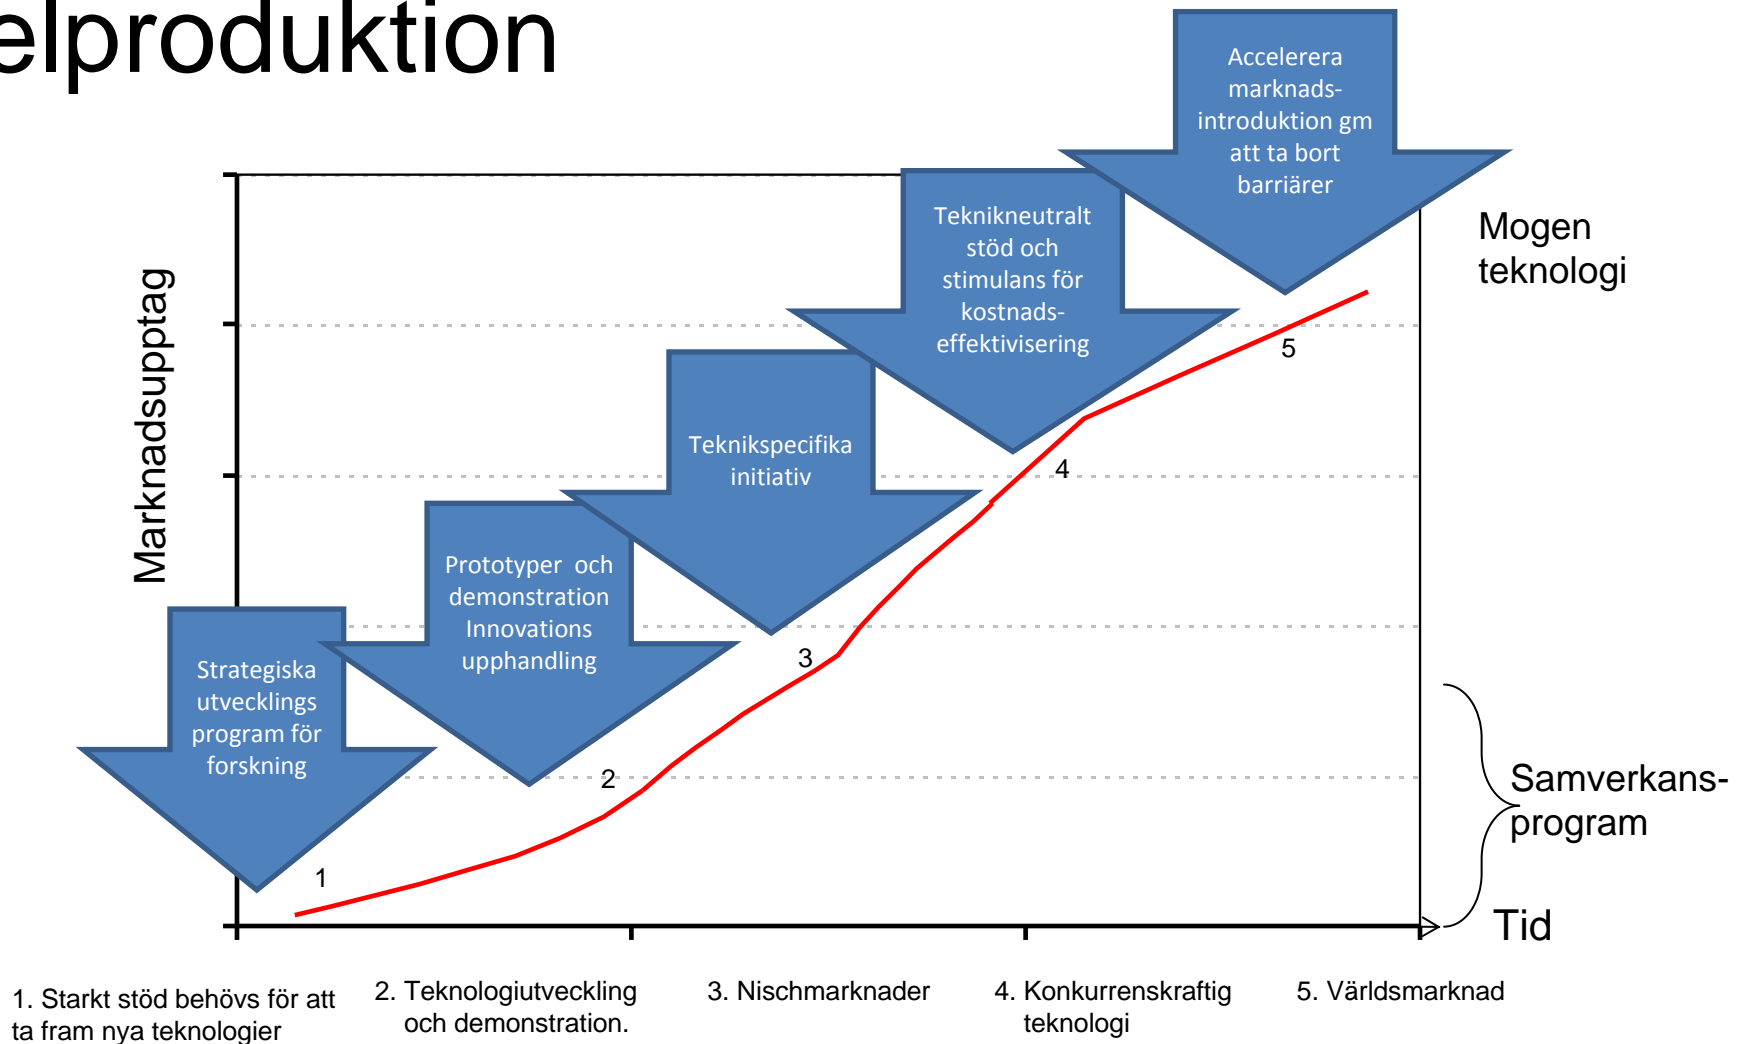 elproduktion
Accelerera
marknads-
introduktion gm
att ta bort
barriärer
Teknikneutralt
stöd och
stimulans för
kostnads-
effektivisering
Mogen
teknologi
Marknadsupptag
Teknikspecifika
initiativ
Prototyper och
demonstration
Innovations
upphandling
Strategiska
utvecklings
program för
forskning
1
2
3
4
5
Samverkans-
program
Tid
1. Starkt stöd behövs för att
ta fram nya teknologier
2. Teknologiutveckling
och demonstration.
3. Nischmarknader
4. Konkurrenskraftig
teknologi
5. Världsmarknad